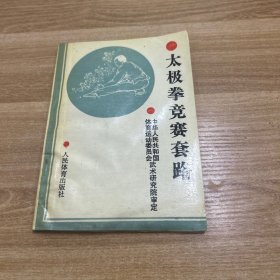 太极拳竞赛套路
中华人民共和国
体育运动委员会
武术研究院审定
人民体育出版社